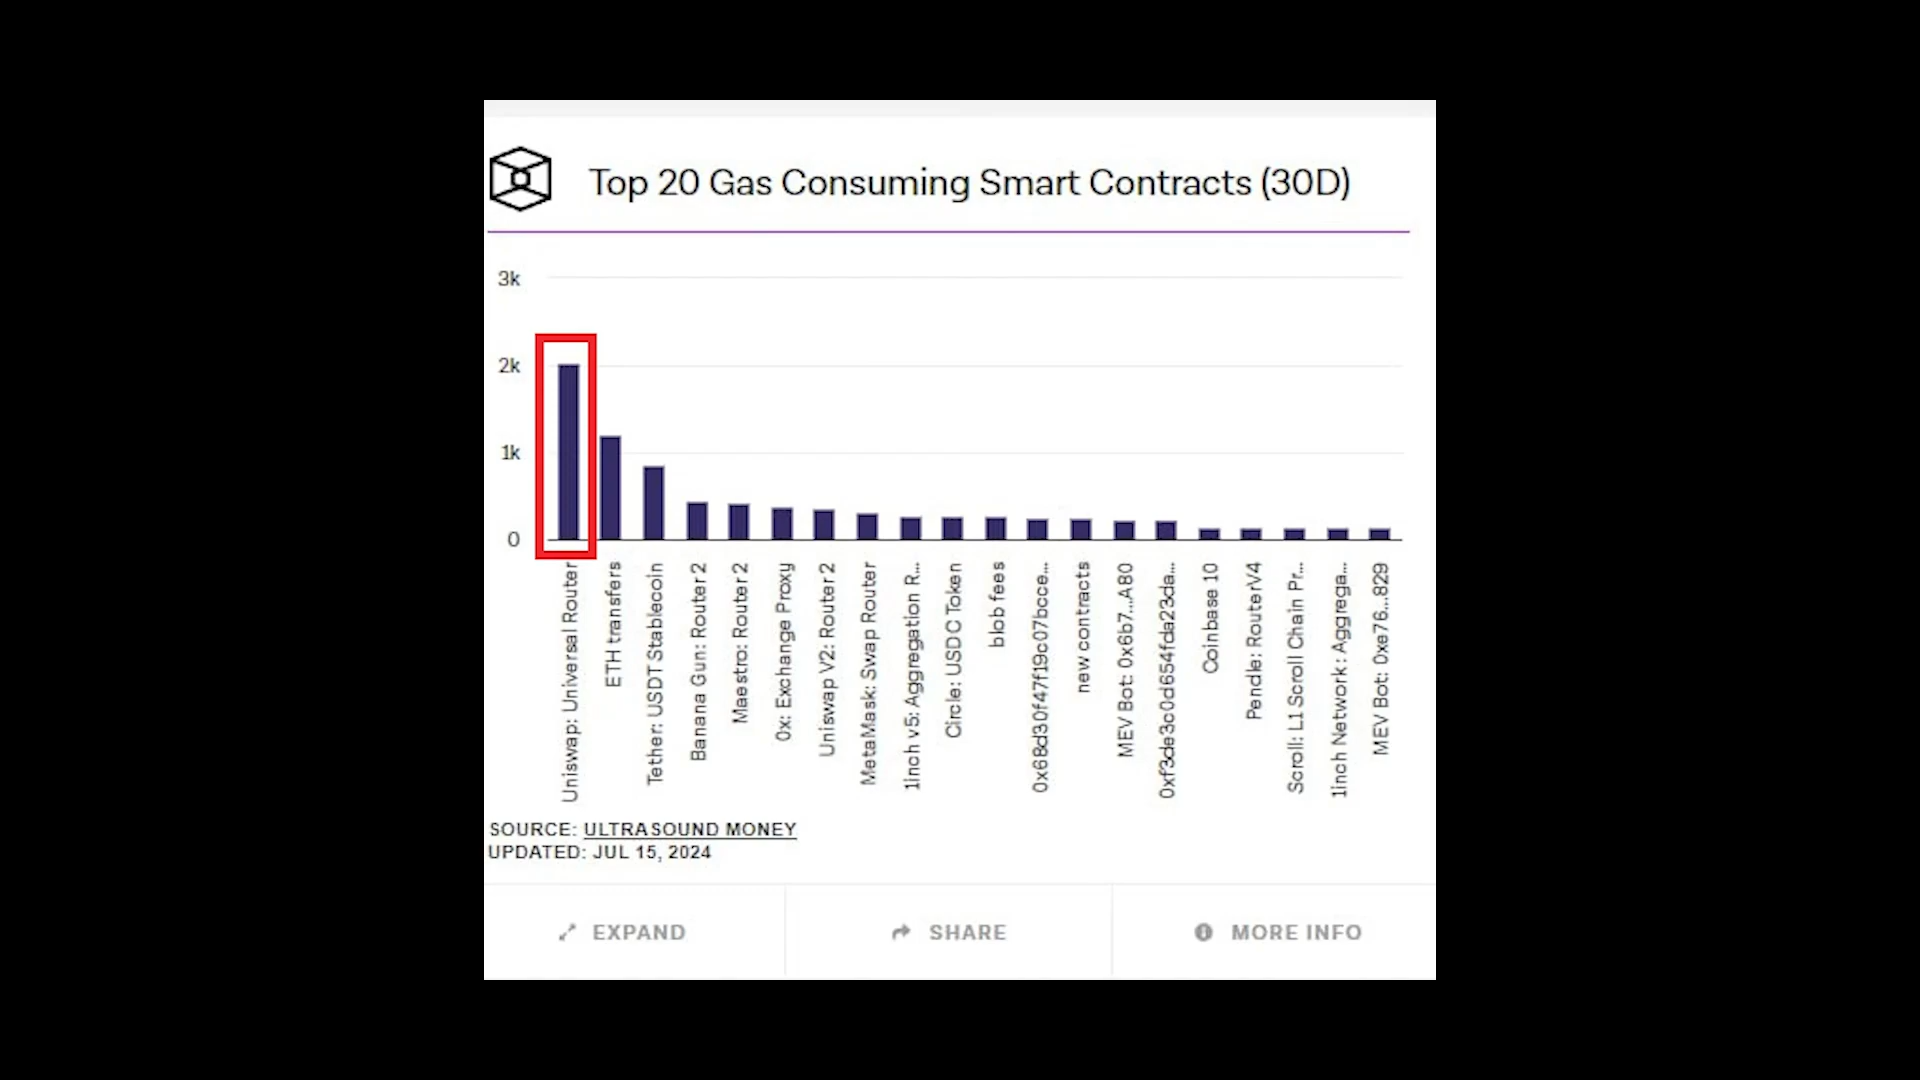 Top 20 Gas Consuming Smart Contracts (30D)
3k
2k
1k
0
Uniswap: Universal Router
ETH transfers
Tether: USDT Stablecoin
Banana Gun: Router 2
Maestro: Router 2
0x: Exchange Proxy
Uniswap V2: Router 2
MetaMask: Swap Router
1inch v5: Aggregation R...
Circle: USDC Token
blob fees
0x68d30f47f19c07bcce...
new contracts
MEV Bot: 0x6b7...A80
0xf3de3c0d654fda23da...
Coinbase 10
Pendle: RouterV4
Scroll: L1 Scroll Chain Pr...
1inch Network: Aggrega...
MEV Bot: 0xe76...829
SOURCE: ULTRASOUND MONEY
UPDATED: JUL 15, 2024
EXPAND
SHARE
MORE INFO